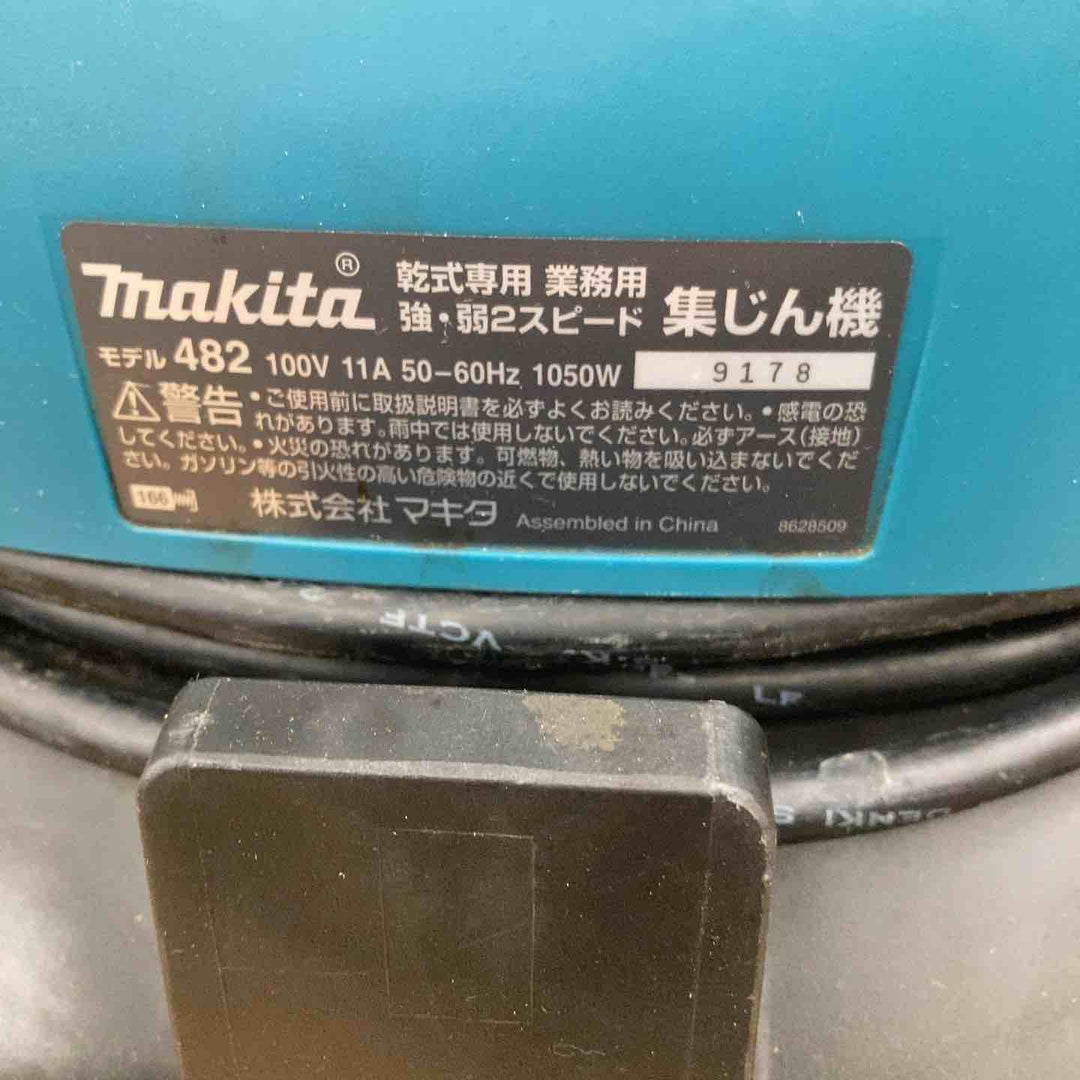 makita®
乾式専用 業務用
強・弱2スピード 集じん機
モデル 482 100V 11A 50-60Hz 1050W 9178
⚠警告 ・ご使用前に取扱説明書を必ずよくお読みください。・感電の恐
れがあります。雨中では使用しないでください。必ずアース(接地)
してください。・火災の恐れがあります。可燃物、熱い物を吸い込まないでくだ
さい。ガソリン等の引火性の高い危険物の近くで使用しないでください。
166 株式会社 マキタ Assembled in China 8628509
VCTF
47
DENKI S